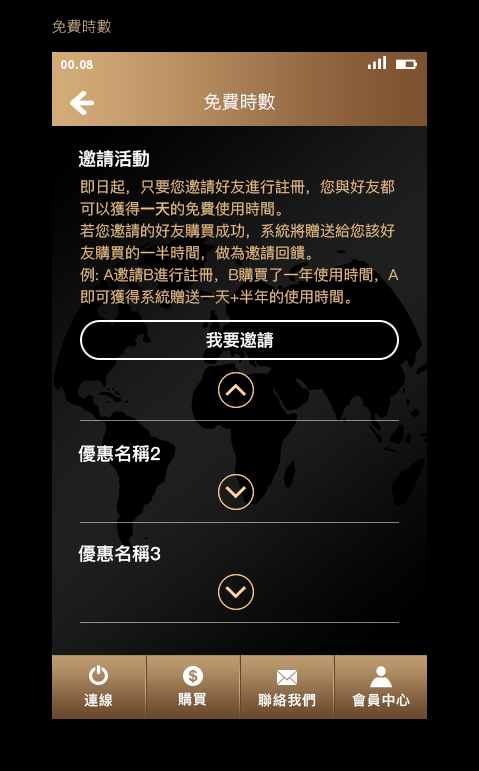 免費時數
00.08
免費時數
邀請活動
即日起，只要您邀請好友進行註冊，您與好友都
可以獲得一天的免費使用時間。
若您邀請的好友購買成功，系統將贈送給您該好
友購買的一半時間，做為邀請回饋。
例: A邀請B進行註冊，B購買了一年使用時間，A
即可獲得系統贈送一天+半年的使用時間。
我要邀請
優惠名稱2
優惠名稱3
連線
購買
聯絡我們
會員中心